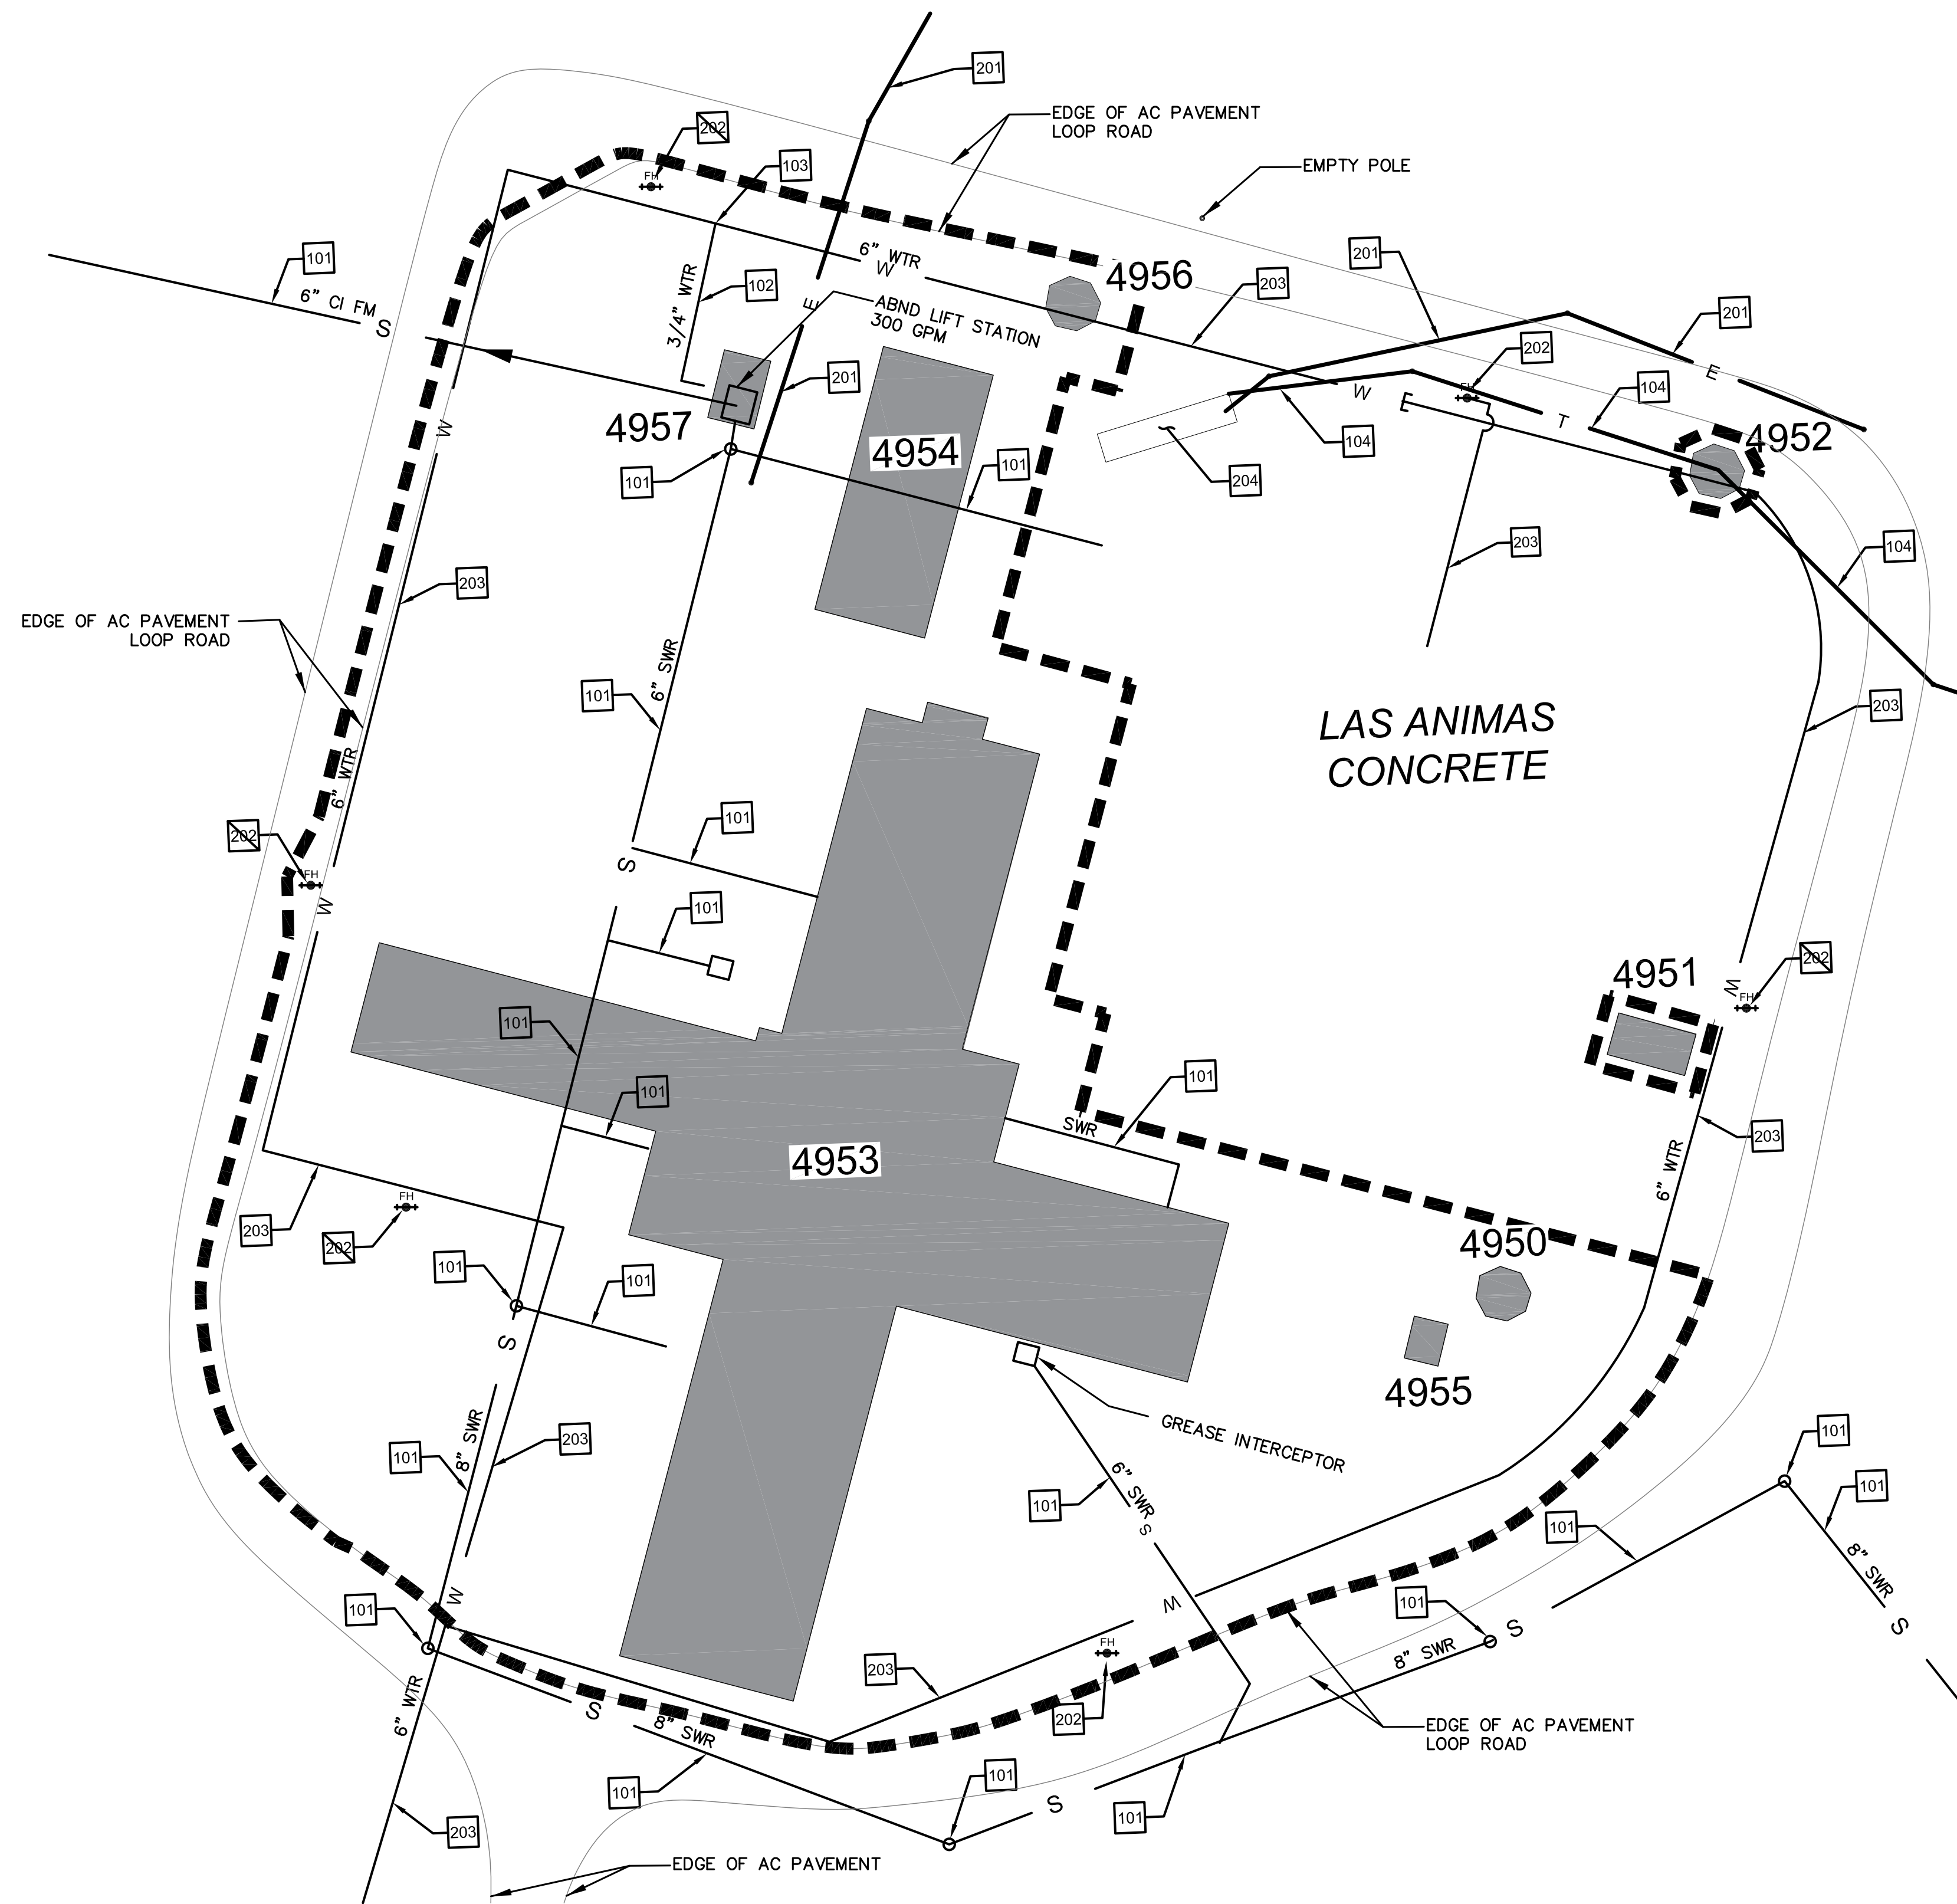 201
EDGE OF AC PAVEMENT
LOOP ROAD
202
FH
103
EMPTY POLE
101
6" CI FM
S
6" WTR
W
4956
201
203
3/4" WTR
102
E
ABND LIFT STATION
300 GPM
201
E
202
FH
201
4957
4954
W
104
T
104
4952
W
101
101
204
203
104
203
EDGE OF AC PAVEMENT
LOOP ROAD
6" SWR
101
LAS ANIMAS
CONCRETE
203
6" WTR
202
FH
101
S
W
101
4951
202
FH
W
101
101
101
SWR
4953
203
6" WTR
203
FH
202
4950
101
101
S
4955
8" SWR
101
203
GREASE INTERCEPTOR
6" SWR
101
S
101
101
101
8" SWR
S
W
101
W
101
S
FH
203
202
8" SWR
6" WTR
S
8" SWR
EDGE OF AC PAVEMENT
LOOP ROAD
101
101
S
101
203
EDGE OF AC PAVEMENT